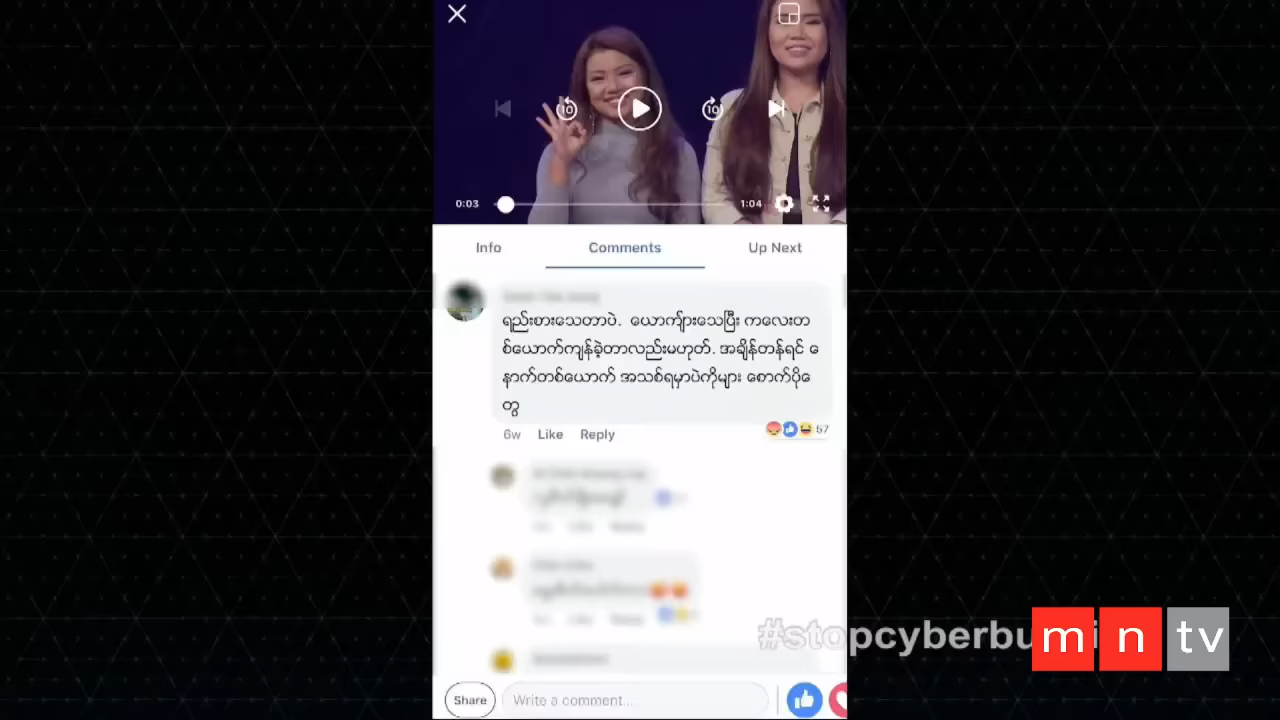 10
10
0:03
1:04
Info
Comments
Up Next
ရည်းစားသေတာပဲ. ယောက်ျားသေပြီး ကလေးတ
စ်ယောက်ကျန်ခဲ့တာလည်းမဟုတ်. အချိန်တန်ရင် ေ
နာက်တစ်ယောက် အသစ်ရမှာပဲကိုများ စောက်ပိုေ
တွ
6w
Like
Reply
57
#stopcyberbu
m n tv
Share
Write a comment...